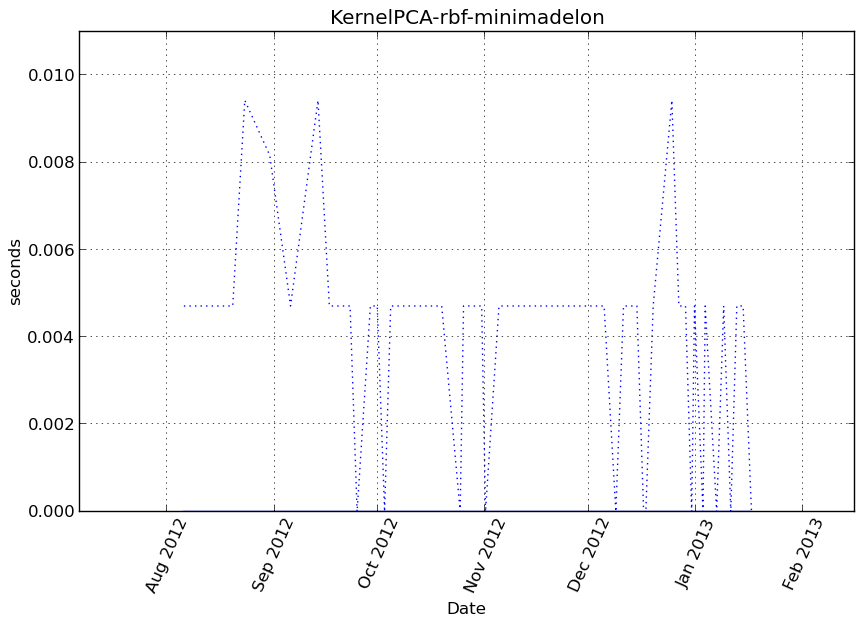 KernelPCA-rbf-minimadelon
0.010
0.008
0.006
0.004
0.002
0.000
seconds
Aug 2012
Sep 2012
Oct 2012
Nov 2012
Dec 2012
Jan 2013
Feb 2013
Date